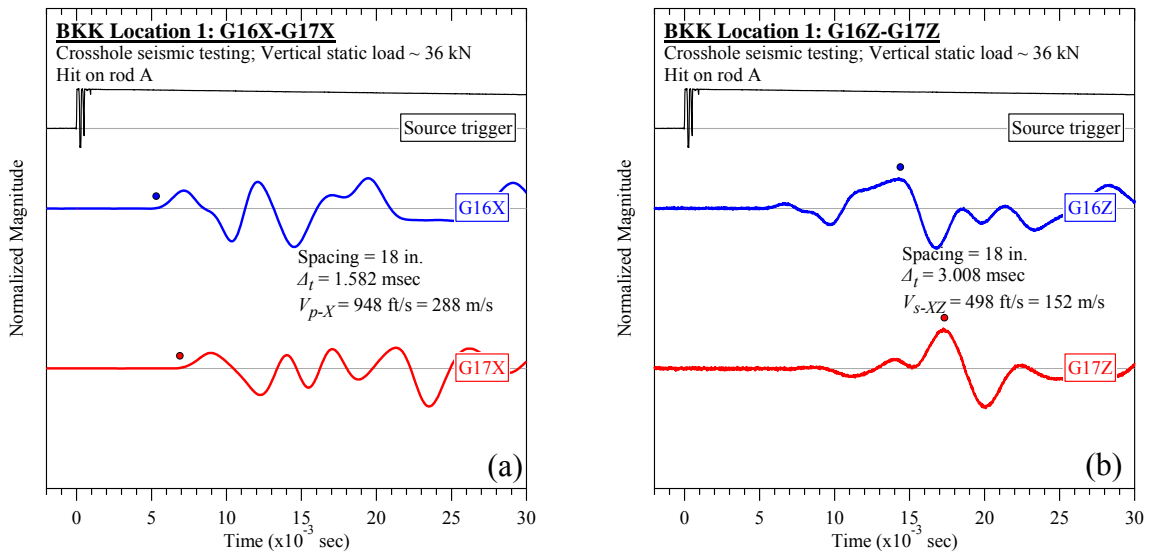 BKK Location 1: G16X-G17X
Crosshole seismic testing; Vertical static load ~ 36 kN
Hit on rod A
Source trigger
G16X
Spacing = 18 in.
Δt = 1.582 msec
Vp-X = 948 ft/s = 288 m/s
G17X
(a)
Normalized Magnitude
0 5 10 15 20 25 30
Time (x10⁻³ sec)
BKK Location 1: G16Z-G17Z
Crosshole seismic testing; Vertical static load ~ 36 kN
Hit on rod A
Source trigger
G16Z
Spacing = 18 in.
Δt = 3.008 msec
Vs-XZ = 498 ft/s = 152 m/s
G17Z
(b)
Normalized Magnitude
0 5 10 15 20 25 30
Time (x10⁻³ sec)